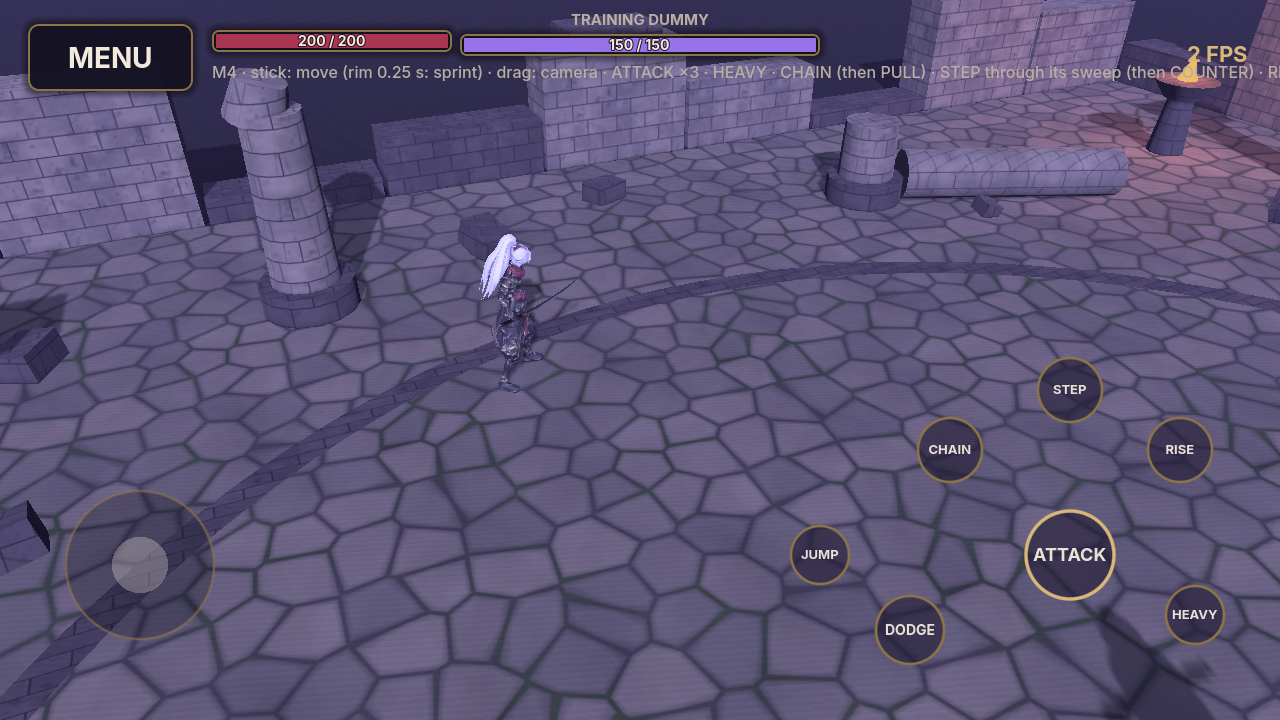 TRAINING DUMMY
MENU
200 / 200
150 / 150
2 FPS
M4 · stick: move (rim 0.25 s: sprint) · drag: camera · ATTACK ×3 · HEAVY · CHAIN (then PULL) · STEP through its sweep (then COUNTER) ·
STEP
CHAIN
RISE
JUMP
ATTACK
DODGE
HEAVY